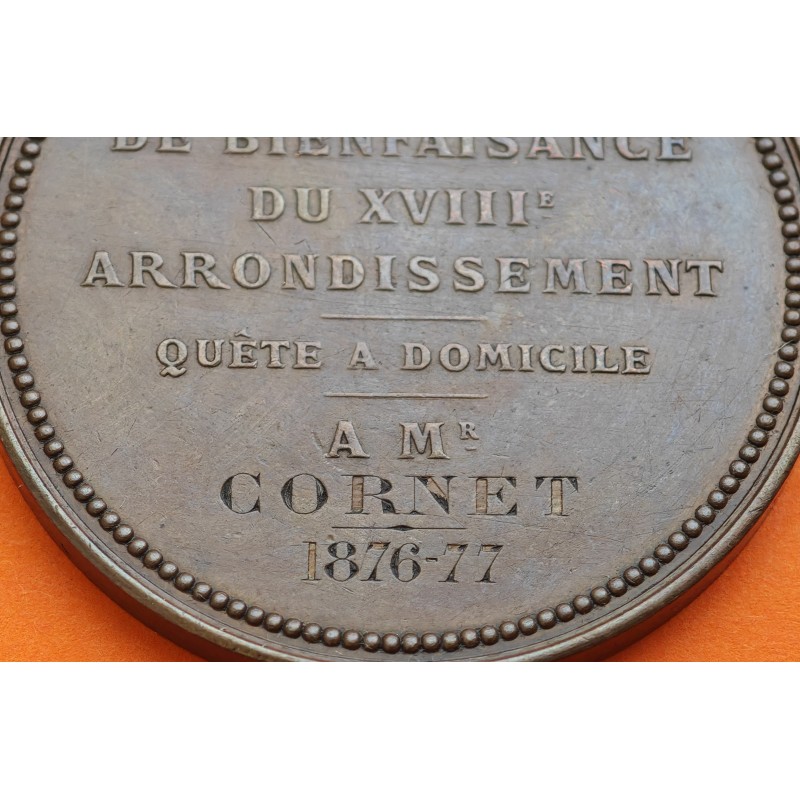 DE BIENFAISANCE
DU XVIIIE
ARRONDISSEMENT
QUÊTE A DOMICILE
A MR
CORNET
1876-77